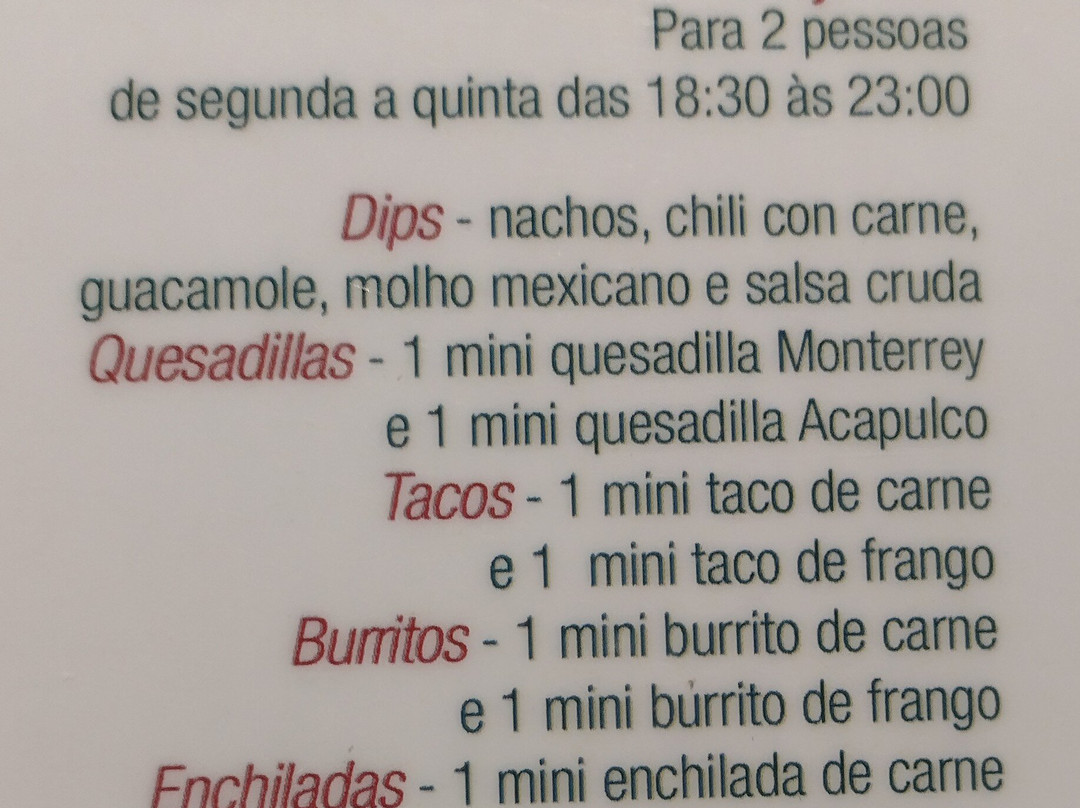 Para 2 pessoas
de segunda a quinta das 18:30 às 23:00
Dips - nachos, chili con carne,
guacamole, molho mexicano e salsa cruda
Quesadillas - 1 mini quesadilla Monterrey
e 1 mini quesadilla Acapulco
Tacos - 1 mini taco de carne
e 1 mini taco de frango
Burritos - 1 mini burrito de carne
e 1 mini burrito de frango
Enchiladas - 1 mini enchilada de carne